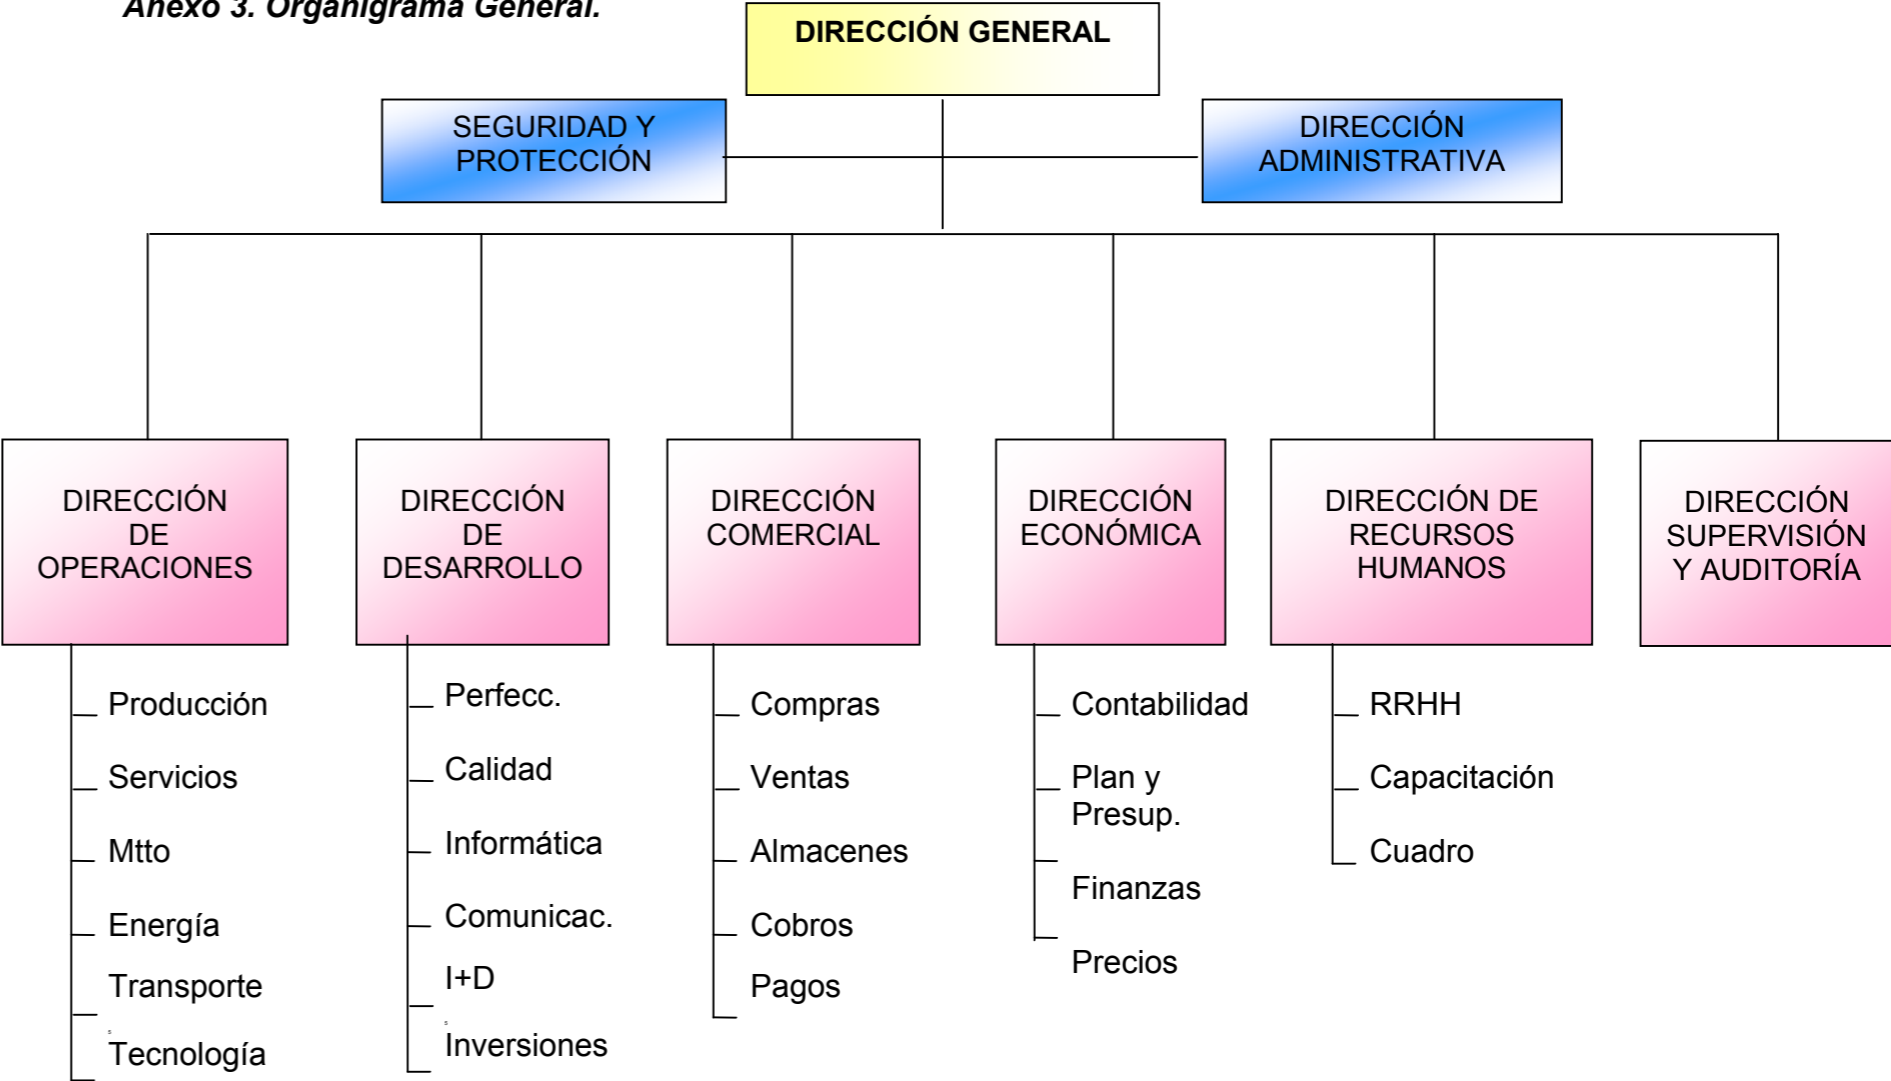 Anexo 3. Organigrama General.
DIRECCIÓN GENERAL
SEGURIDAD Y
PROTECCIÓN
DIRECCIÓN
ADMINISTRATIVA
DIRECCIÓN
DE
OPERACIONES
DIRECCIÓN
DE
DESARROLLO
DIRECCIÓN
COMERCIAL
DIRECCIÓN
ECONÓMICA
DIRECCIÓN DE
RECURSOS
HUMANOS
DIRECCIÓN
SUPERVISIÓN
Y AUDITORÍA
Producción
Servicios
Mtto
Energía
Transporte
s
Tecnología
Perfecc.
Calidad
Informática
Comunicac.
I+D
s
Inversiones
Compras
Ventas
Almacenes
Cobros
Pagos
Contabilidad
Plan y
Presup.
Finanzas
Precios
RRHH
Capacitación
Cuadro